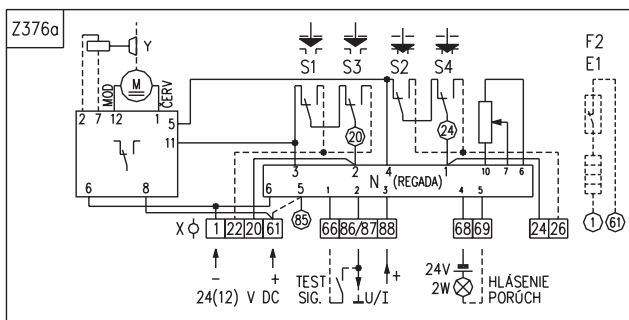 Z376a
Y
S1 S3 S2 S4
F2
E1
M
MOD
ČERV
2 7 12 1
5
11
20
24
3 2 4 1 10 7 6
N (REGADA)
6 8
6 5 1 2 3 4 5
85
X 1 22 20 61 66 86/87 88 68 69 24 26
1 61
− +
24(12) V DC
TEST
SIG.
U/I
+
24V
2W
HLÁSENIE
PORÚCH